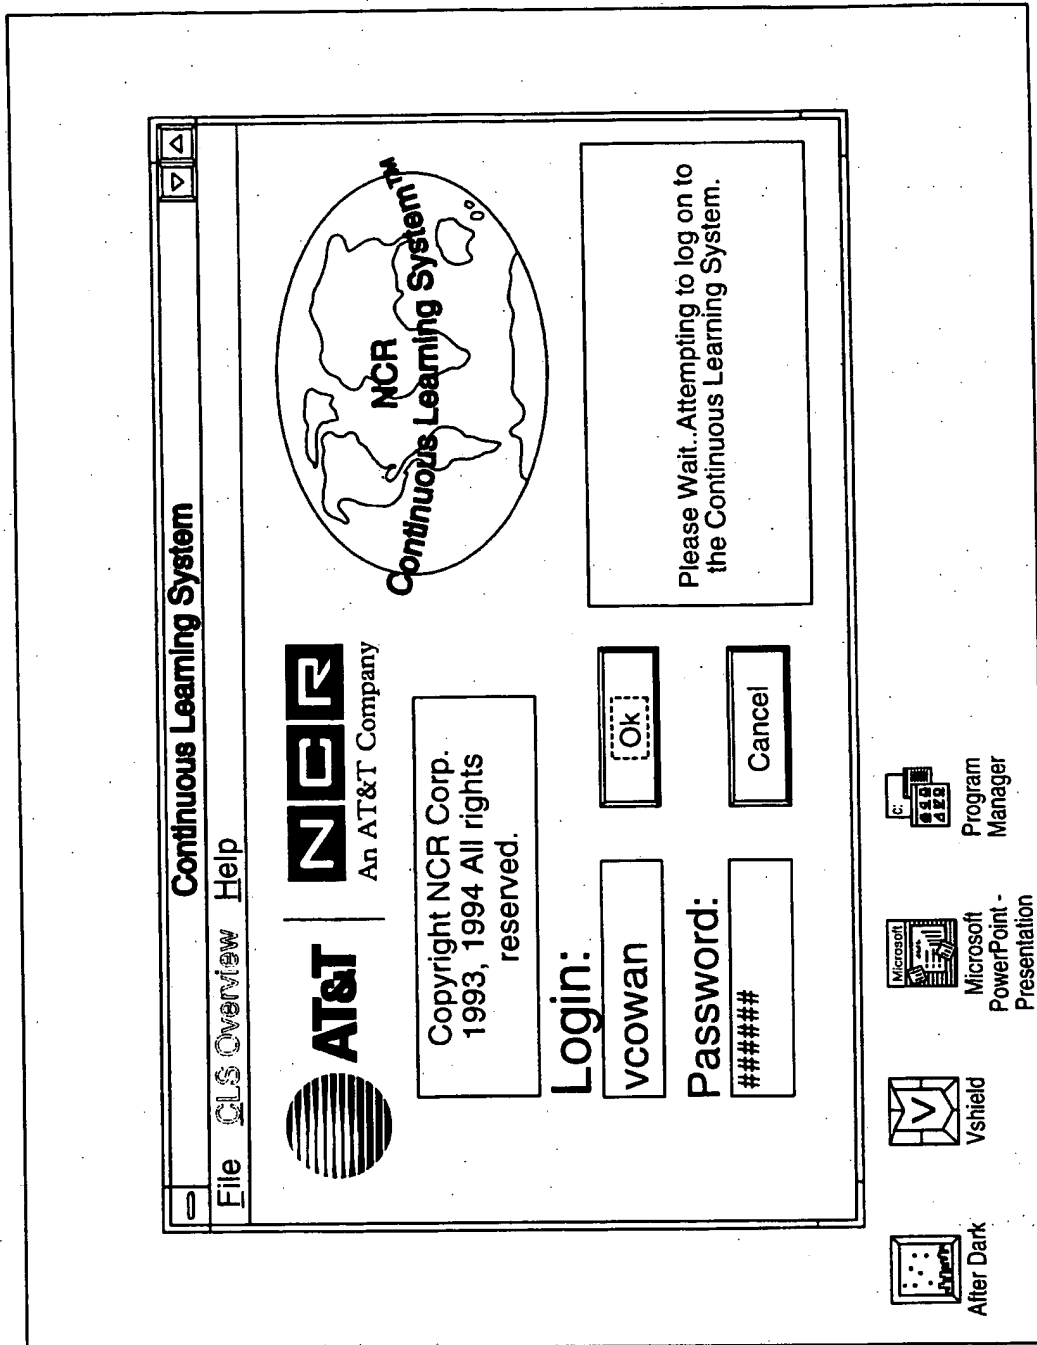 Continuous Learning System
File CLS Overview Help
AT&T
NCR
An AT&T Company
NCR
Continuous Learning System™
Copyright NCR Corp.
1993, 1994 All rights
reserved.
Login:
vcowan
Ok
Password:
######
Cancel
Please Wait..Attempting to log on to
the Continuous Learning System.
After Dark
V
Vshield
Microsoft
Microsoft
PowerPoint -
Presentation
C:
Program
Manager